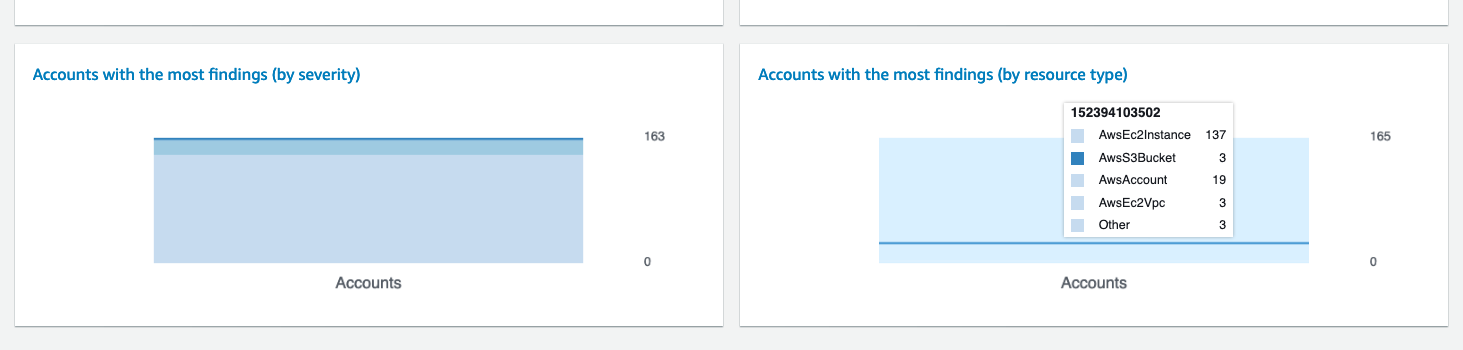 Accounts with the most findings (by severity)
163
0
Accounts
Accounts with the most findings (by resource type)
152394103502
AwsEc2Instance 137
AwsS3Bucket 3
AwsAccount 19
AwsEc2Vpc 3
Other 3
165
0
Accounts